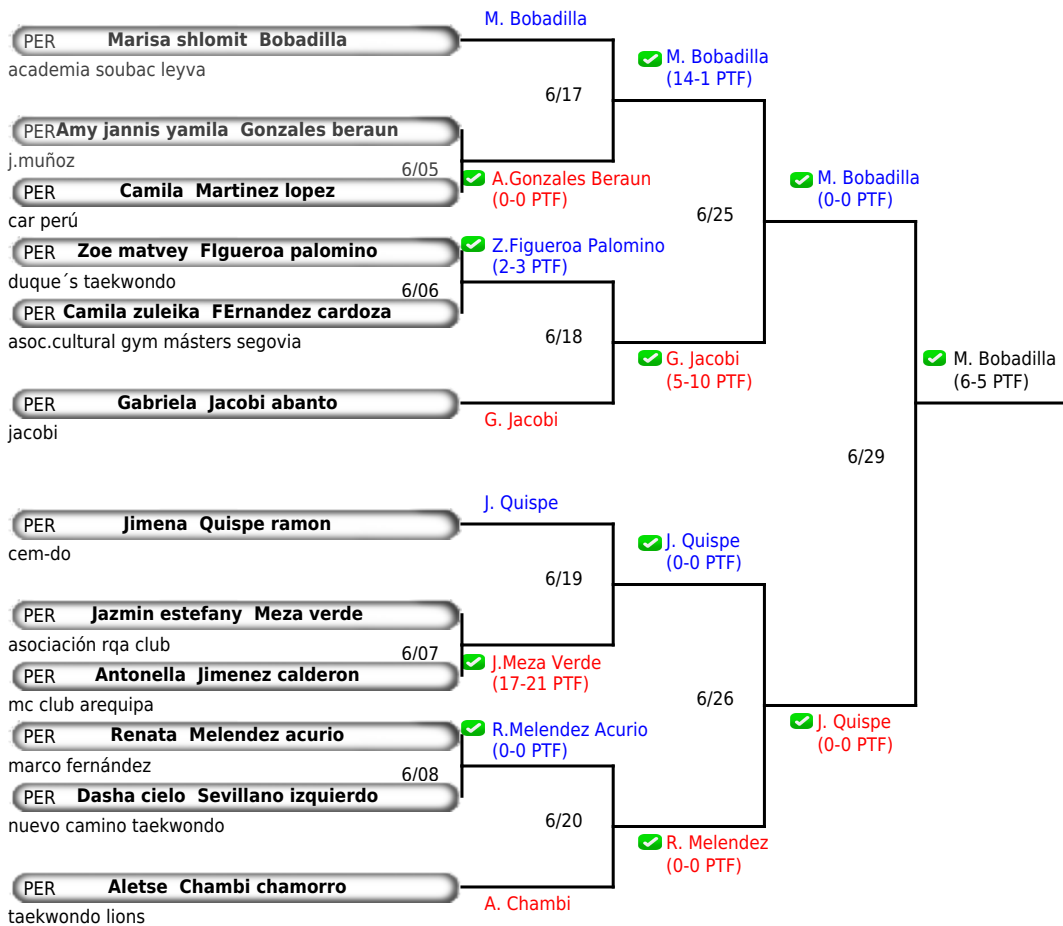 M. Bobadilla
PER Marisa shlomit Bobadilla
academia soubac leyva
6/17
M. Bobadilla
(14-1 PTF)
PER Amy jannis yamila Gonzales beraun
j.muñoz
6/05
A.Gonzales Beraun
(0-0 PTF)
PER Camila Martinez lopez
car perú
6/25
M. Bobadilla
(0-0 PTF)
PER Zoe matvey FIgueroa palomino
duque´s taekwondo
6/06
Z.Figueroa Palomino
(2-3 PTF)
PER Camila zuleika FErnandez cardoza
asoc.cultural gym másters segovia
6/18
G. Jacobi
(5-10 PTF)
PER Gabriela Jacobi abanto
jacobi
G. Jacobi
M. Bobadilla
(6-5 PTF)
6/29
J. Quispe
PER Jimena Quispe ramon
cem-do
6/19
J. Quispe
(0-0 PTF)
PER Jazmin estefany Meza verde
asociación rqa club
6/07
J.Meza Verde
(17-21 PTF)
PER Antonella Jimenez calderon
mc club arequipa
6/26
J. Quispe
(0-0 PTF)
PER Renata Melendez acurio
marco fernández
6/08
R.Melendez Acurio
(0-0 PTF)
PER Dasha cielo Sevillano izquierdo
nuevo camino taekwondo
6/20
R. Melendez
(0-0 PTF)
PER Aletse Chambi chamorro
taekwondo lions
A. Chambi